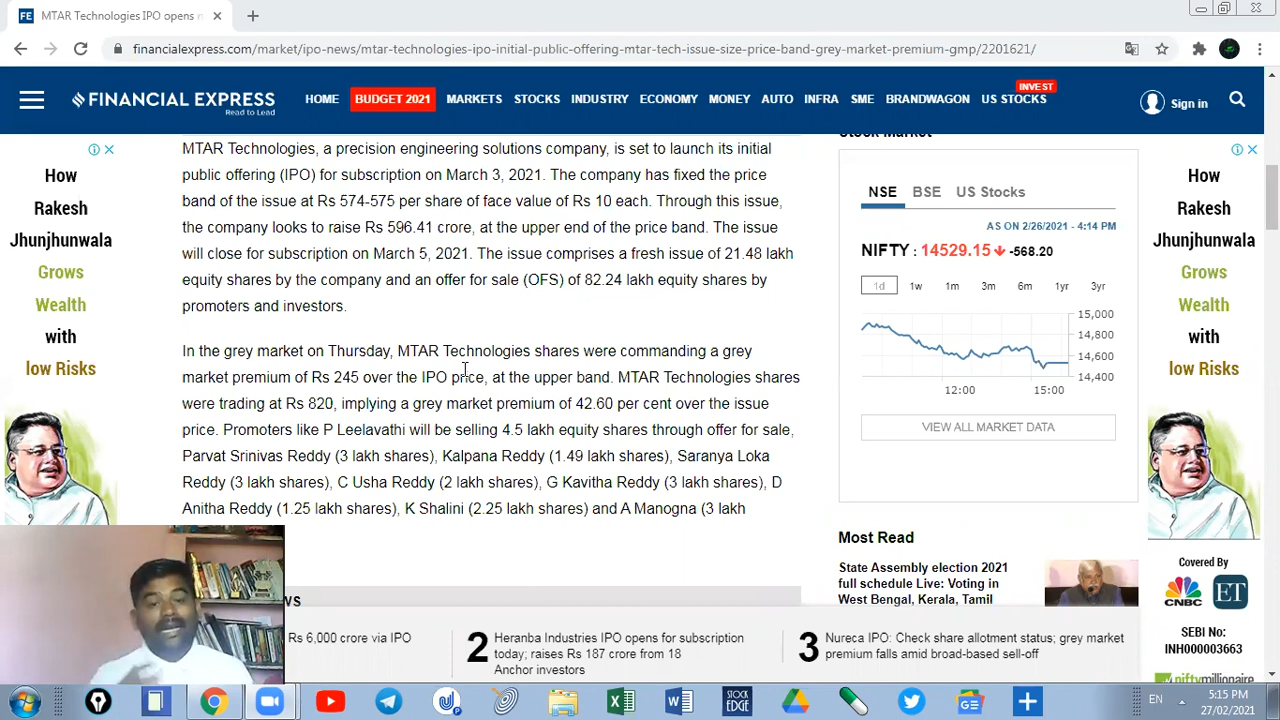 MTAR Technologies IPO opens
financialexpress.com/market/ipo-news/mtar-technologies-ipo-initial-public-offering-mtar-tech-issue-size-price-band-grey-market-premium-gmp/2201621/
FINANCIAL EXPRESS
Read to Lead
HOME BUDGET 2021 MARKETS STOCKS INDUSTRY ECONOMY MONEY AUTO INFRA SME BRANDWAGON US STOCKS
INVEST
Sign in
How
Rakesh
Jhunjhunwala
Grows
Wealth
with
low Risks
MTAR Technologies, a precision engineering solutions company, is set to launch its initial
public offering (IPO) for subscription on March 3, 2021. The company has fixed the price
band of the issue at Rs 574-575 per share of face value of Rs 10 each. Through this issue,
the company looks to raise Rs 596.41 crore, at the upper end of the price band. The issue
will close for subscription on March 5, 2021. The issue comprises a fresh issue of 21.48 lakh
equity shares by the company and an offer for sale (OFS) of 82.24 lakh equity shares by
promoters and investors.
In the grey market on Thursday, MTAR Technologies shares were commanding a grey
market premium of Rs 245 over the IPO price, at the upper band. MTAR Technologies shares
were trading at Rs 820, implying a grey market premium of 42.60 per cent over the issue
price. Promoters like P Leelavathi will be selling 4.5 lakh equity shares through offer for sale,
Parvat Srinivas Reddy (3 lakh shares), Kalpana Reddy (1.49 lakh shares), Saranya Loka
Reddy (3 lakh shares), C Usha Reddy (2 lakh shares), G Kavitha Reddy (3 lakh shares), D
Anitha Reddy (1.25 lakh shares), K Shalini (2.25 lakh shares) and A Manogna (3 lakh
Stock Market
NSE BSE US Stocks
AS ON 2/26/2021 - 4:14 PM
NIFTY : 14529.15 -568.20
1d 1w 1m 3m 6m 1yr 3yr
15,000
14,800
14,600
14,400
12:00 15:00
VIEW ALL MARKET DATA
Most Read
State Assembly election 2021
full schedule Live: Voting in
West Bengal, Kerala, Tamil
How
Rakesh
Jhunjhunwala
Grows
Wealth
with
low Risks
Covered By
CNBC ET
SEBI No:
INH000003663
niftymillionaire
Rs 6,000 crore via IPO
2 Heranba Industries IPO opens for subscription
today; raises Rs 187 crore from 18
Anchor investors
3 Nureca IPO: Check share allotment status; grey market
premium falls amid broad-based sell-off
STOCK
EDGE
EN
5:15 PM
27/02/2021